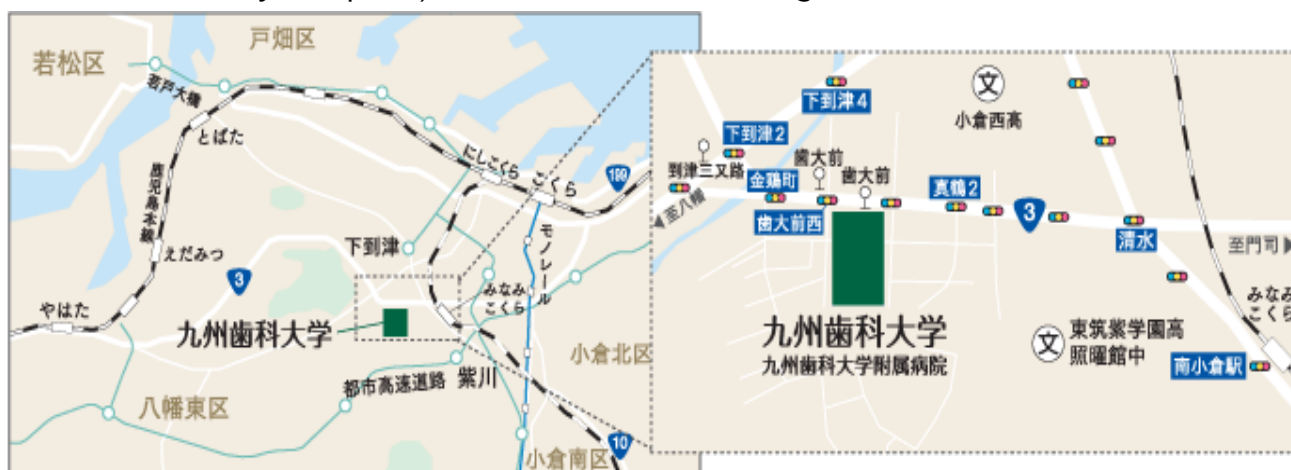 戸畑区
若松区
若戸大橋
とばた
鹿児島本線
にしこくら
こくら
199
えだみつ
下到津
モノレール
3
やはた
みなみ
こくら
九州歯科大学
小倉北区
都市高速道路
紫川
八幡東区
10
小倉南区
文
小倉西高
下到津4
下到津2
到津三叉路
歯大前
金鶏町
歯大前
真鶴2
◀至八幡
歯大前西
3
清水
至門司▶
九州歯科大学
九州歯科大学附属病院
みなみ
こくら
文
東筑紫学園高
照曜館中
南小倉駅